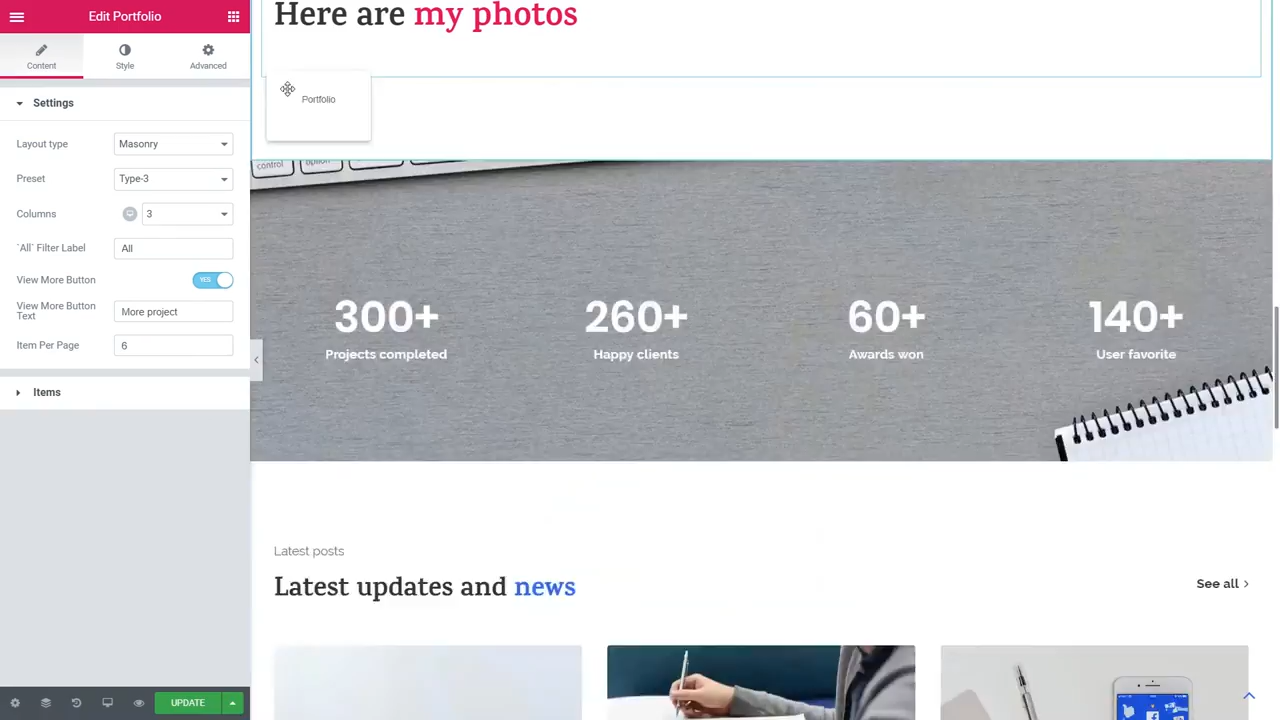 Edit Portfolio
Content
Style
Advanced
Settings
Layout type
Masonry
Preset
Type-3
Columns
3
`All` Filter Label
All
View More Button
YES
View More Button
Text
More project
Item Per Page
6
Items
UPDATE
Here are my photos
Portfolio
control
option
300+
Projects completed
260+
Happy clients
60+
Awards won
140+
User favorite
Latest posts
Latest updates and news
See all